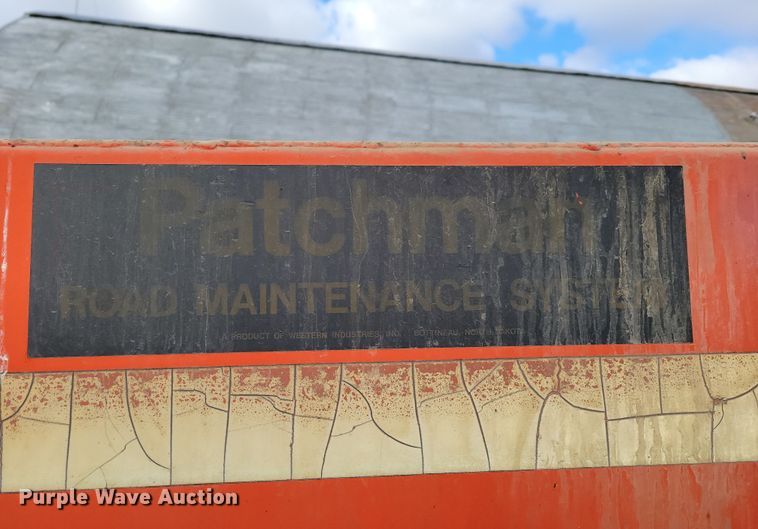 Patchman
ROAD MAINTENANCE SYSTEM
A PRODUCT OF WESTERN INDUSTRIES, INC. BOTTINEAU, NORTH DAKOTA
Purple Wave Auction